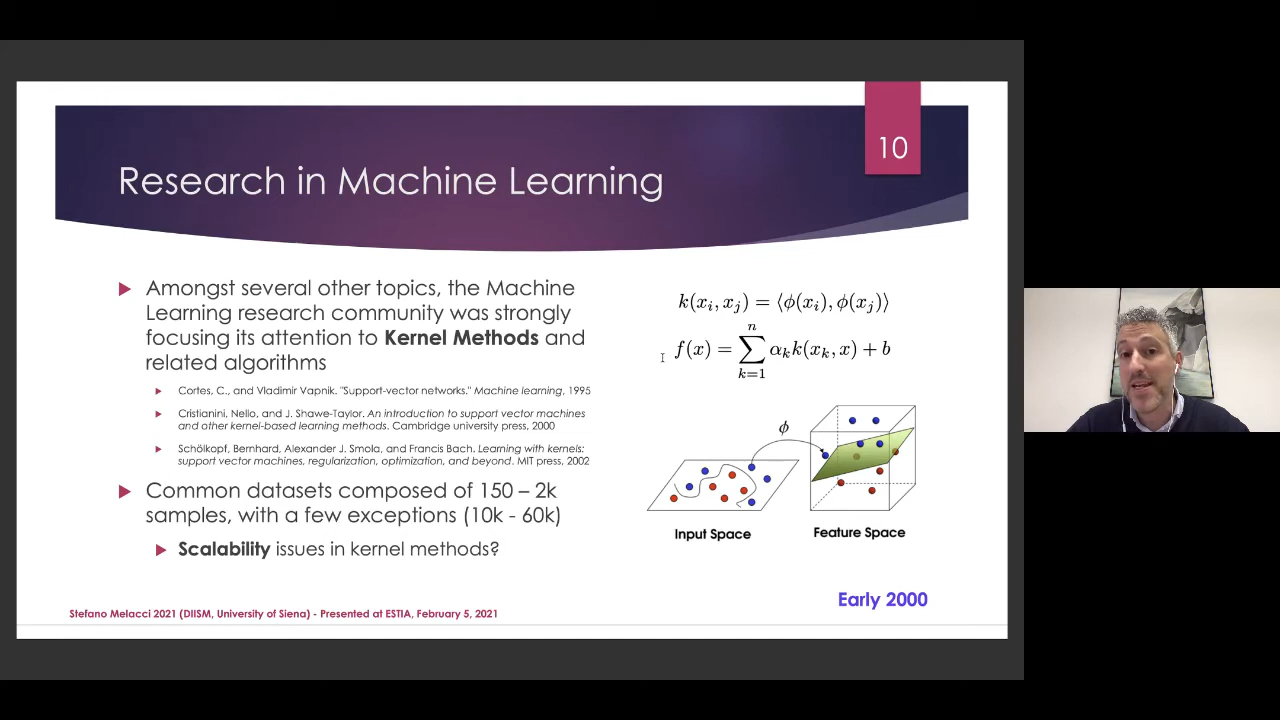 10
Research in Machine Learning
Amongst several other topics, the Machine
Learning research community was strongly
focusing its attention to Kernel Methods and
related algorithms
Cortes, C., and Vladimir Vapnik. "Support-vector networks." Machine learning, 1995
Cristianini, Nello, and J. Shawe-Taylor. An introduction to support vector machines
and other kernel-based learning methods. Cambridge university press, 2000
Schölkopf, Bernhard, Alexander J. Smola, and Francis Bach. Learning with kernels:
support vector machines, regularization, optimization, and beyond. MIT press, 2002
Common datasets composed of 150 – 2k
samples, with a few exceptions (10k - 60k)
Scalability issues in kernel methods?
k(x_i, x_j) = ⟨ϕ(x_i), ϕ(x_j)⟩
f(x) = ∑_{k=1}^{n} α_k k(x_k, x) + b
ϕ
Input Space
Feature Space
Early 2000
Stefano Melacci 2021 (DIISM, University of Siena) - Presented at ESTIA, February 5, 2021